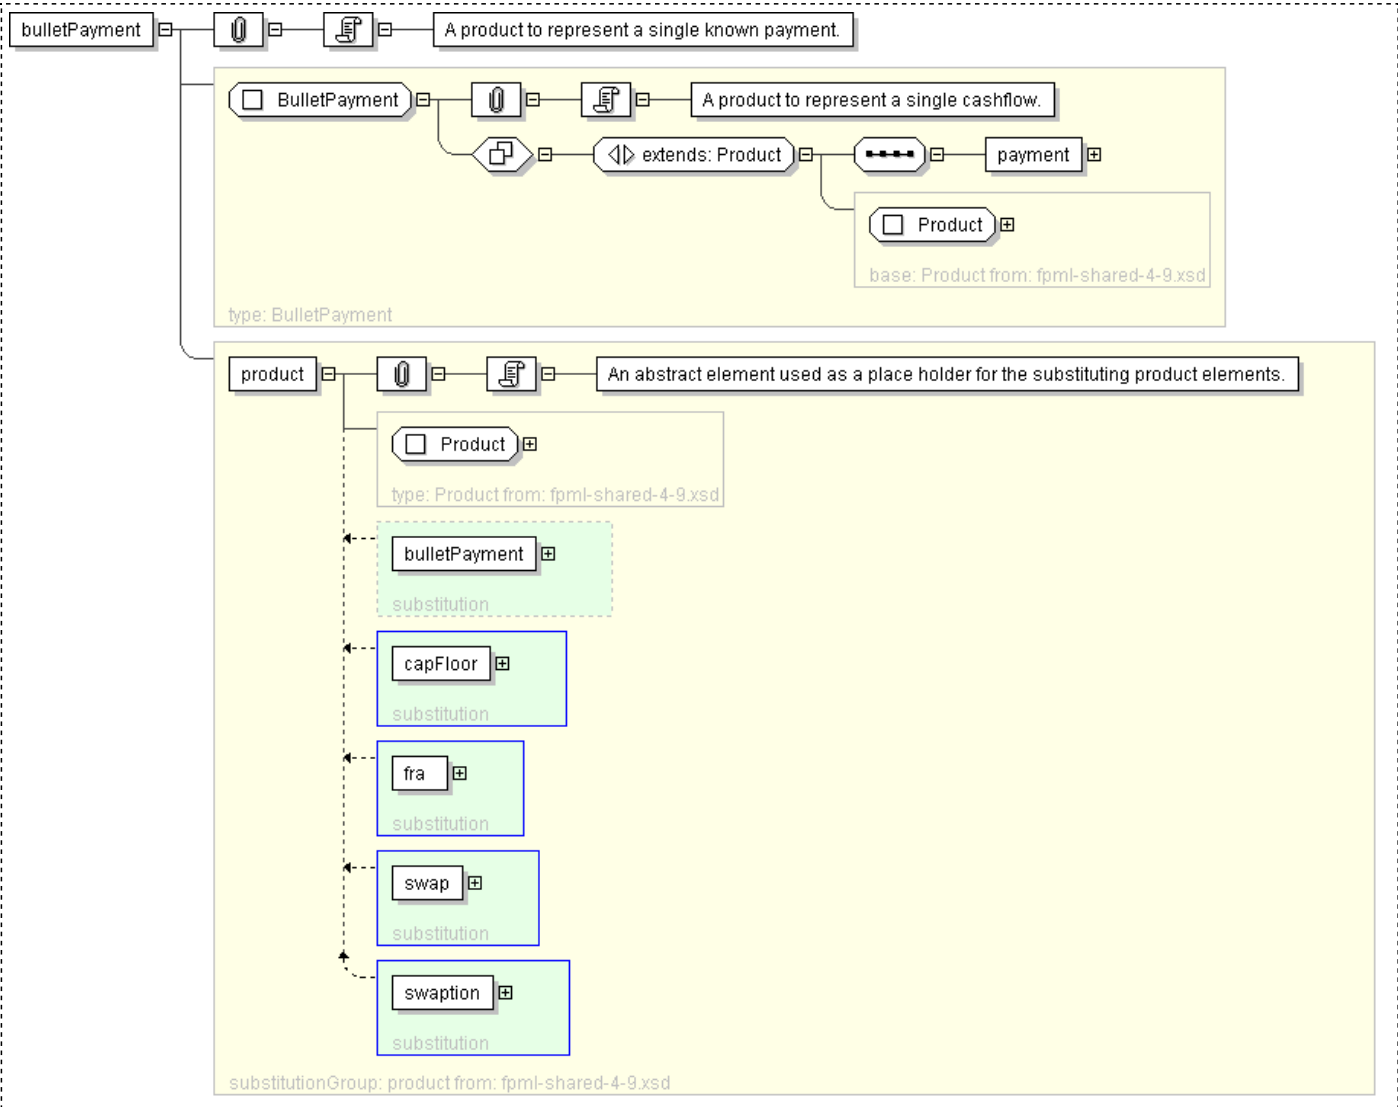 bulletPayment A product to represent a single known payment.
BulletPayment A product to represent a single cashflow.
extends: Product payment
Product
base: Product from: fpml-shared-4-9.xsd
type: BulletPayment
product An abstract element used as a place holder for the substituting product elements.
Product
type: Product from: fpml-shared-4-9.xsd
bulletPayment
substitution
capFloor
substitution
fra
substitution
swap
substitution
swaption
substitution
substitutionGroup: product from: fpml-shared-4-9.xsd